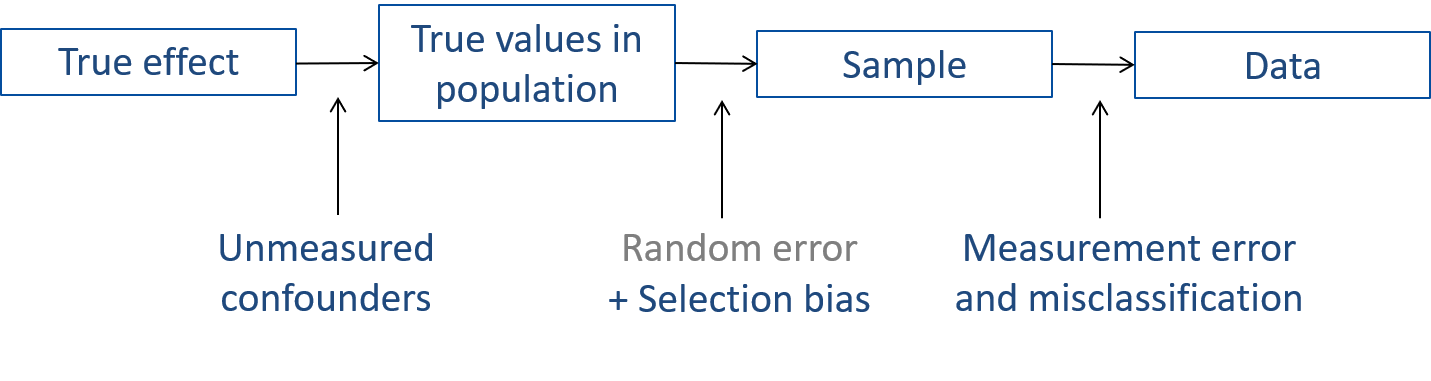 True effect
True values in
population
Sample
Data
Unmeasured
confounders
Random error
+ Selection bias
Measurement error
and misclassification